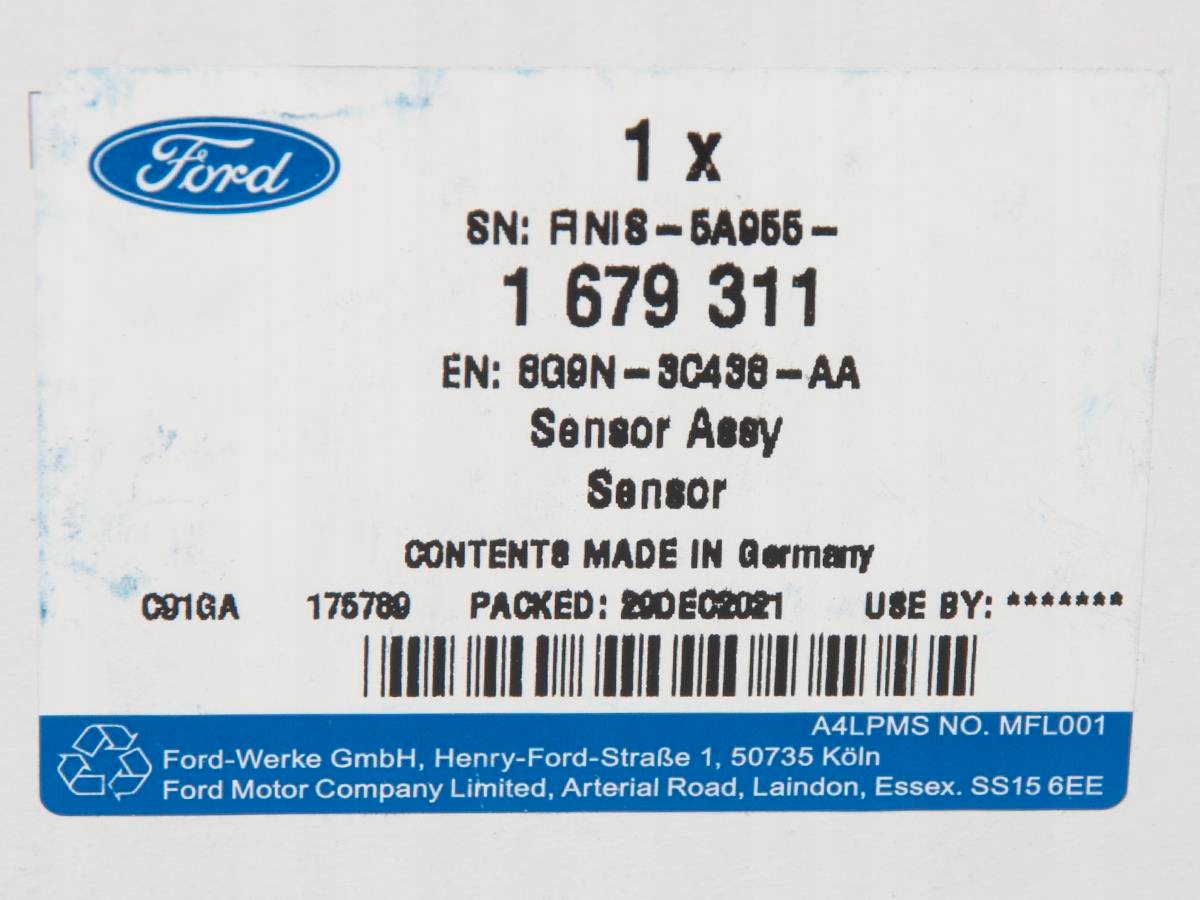 Ford
1 x
SN: FINIS-5A955-
1 679 311
EN: 8G9N-3C438-AA
Sensor Assy
Sensor
CONTENTS MADE IN Germany
C91GA 175789 PACKED: 29DEC2021 USE BY: *******
A4LPMS NO. MFL001
Ford-Werke GmbH, Henry-Ford-Straße 1, 50735 Köln
Ford Motor Company Limited, Arterial Road, Laindon, Essex. SS15 6EE